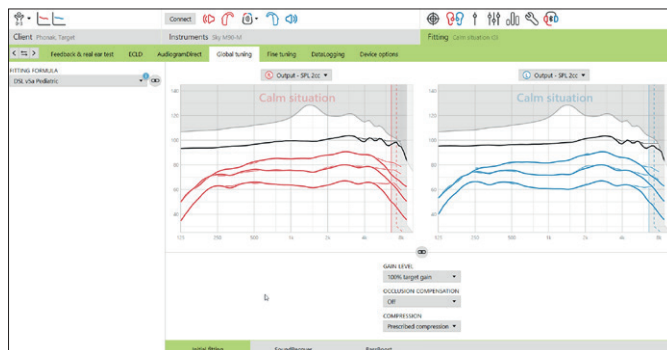 Connect
Client Phonak, Target
Instruments Sky M90-M
Fitting Calm situation
Feedback & real ear test
ECLD
AudiogramDirect
Global tuning
Fine tuning
DataLogging
Device options
FITTING FORMULA
DSL v5a Pediatric
Output - SPL 2cc
Output - SPL 2cc
Calm situation
Calm situation
140
120
100
80
60
40
125
250
500
1k
2k
4k
8k
140
120
100
80
60
40
125
250
500
1k
2k
4k
8k
GAIN LEVEL
100% target gain
OCCLUSION COMPENSATION
Off
COMPRESSION
Prescribed compression
Initial fitting
SoundRecover